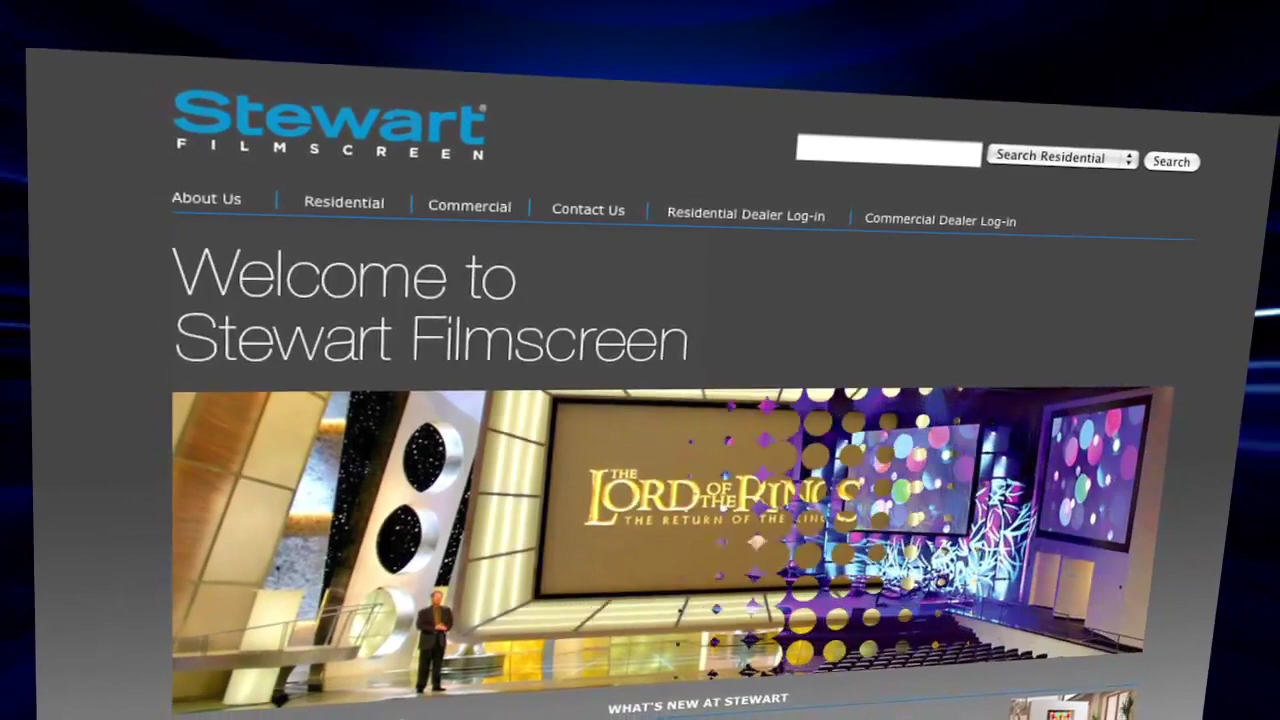 Stewart®
FILMSCREEN
Search Residential
Search
About Us
Residential
Commercial
Contact Us
Residential Dealer Log-in
Commercial Dealer Log-in
Welcome to
Stewart Filmscreen
THE
LORD OF THE RINGS
THE RETURN OF THE KING
WHAT'S NEW AT STEWART